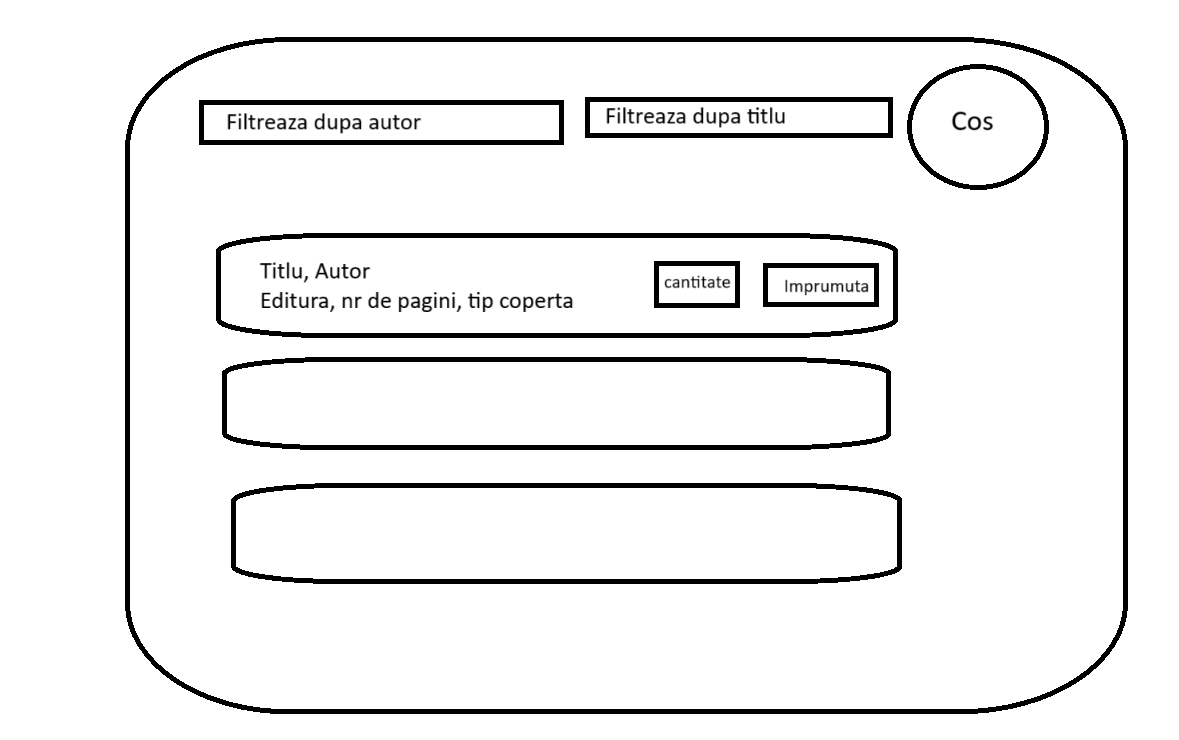 Filtreaza dupa autor
Filtreaza dupa titlu
Cos
Titlu, Autor
Editura, nr de pagini, tip coperta
cantitate
Imprumuta